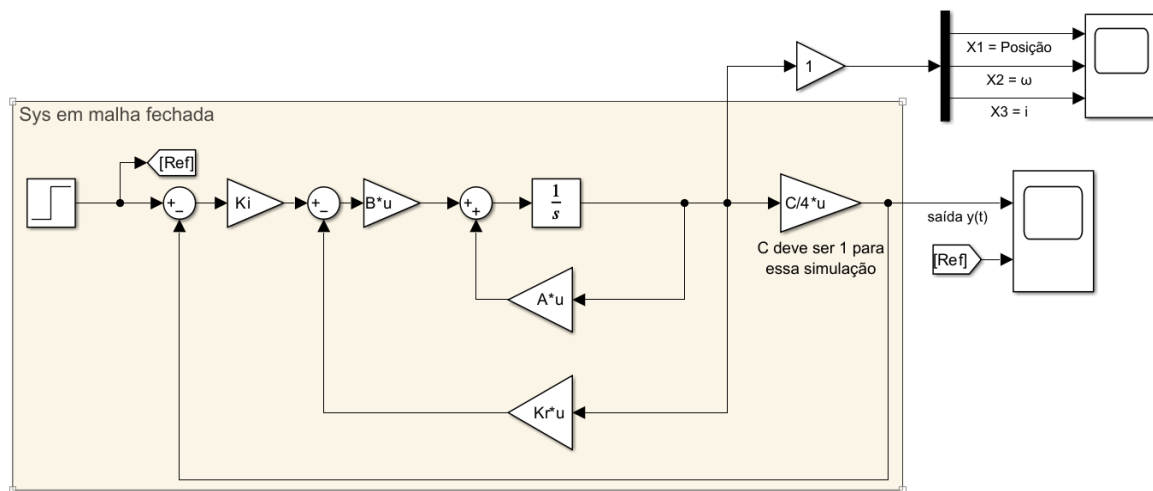 1
X1 = Posição
X2 = ω
X3 = i
Sys em malha fechada
[Ref]
+
−
Ki
+
−
B*u
+
+
1
s
C/4*u
saída y(t)
C deve ser 1 para
essa simulação
[Ref]
A*u
Kr*u